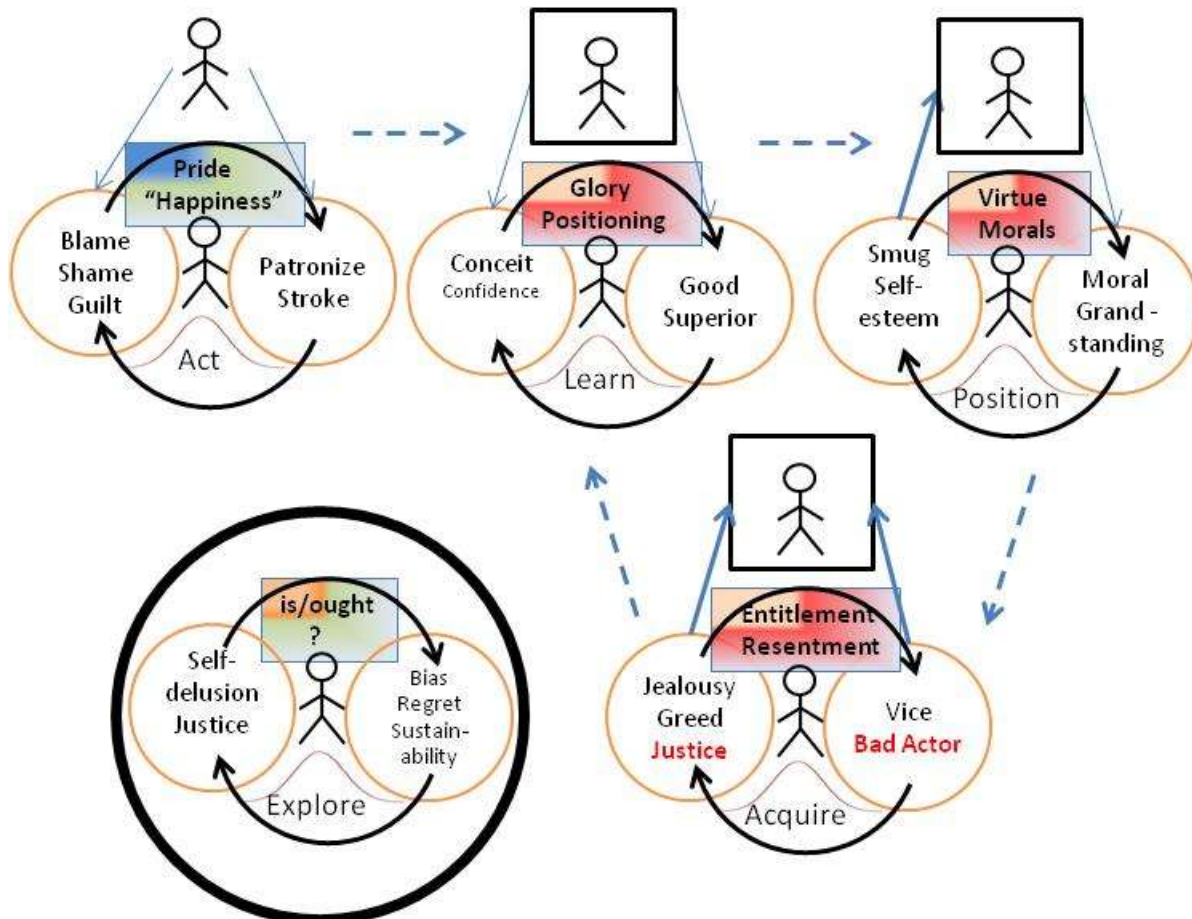 Pride
“Happiness”
Blame
Shame
Guilt
Patronize
Stroke
Act
Glory
Positioning
Conceit
Confidence
Good
Superior
Learn
Virtue
Morals
Smug
Self-
esteem
Moral
Grand -
standing
Position
is/ought
?
Self-
delusion
Justice
Bias
Regret
Sustain-
ability
Explore
Entitlement
Resentment
Jealousy
Greed
Justice
Vice
Bad Actor
Acquire